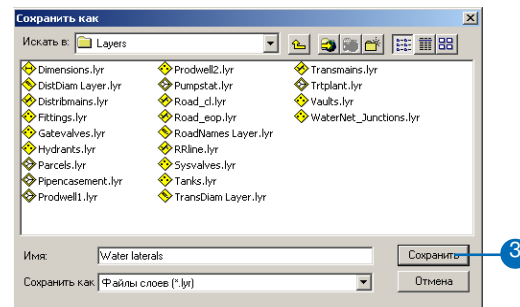 Сохранить как
Искать в: Layers
Dimensions.lyr Prodwell2.lyr Transmains.lyr
DistDiam Layer.lyr Pumpstat.lyr Trtplant.lyr
Distribmains.lyr Road_cl.lyr Vaults.lyr
Fittings.lyr Road_eop.lyr WaterNet_Junctions.lyr
Gatevalves.lyr RoadNames Layer.lyr
Hydrants.lyr RRline.lyr
Parcels.lyr Sysvalves.lyr
Pipencasement.lyr Tanks.lyr
Prodwell1.lyr TransDiam Layer.lyr
Имя: Water laterals Сохранить 3
Сохранить как Файлы слоев (*.lyr) Отмена